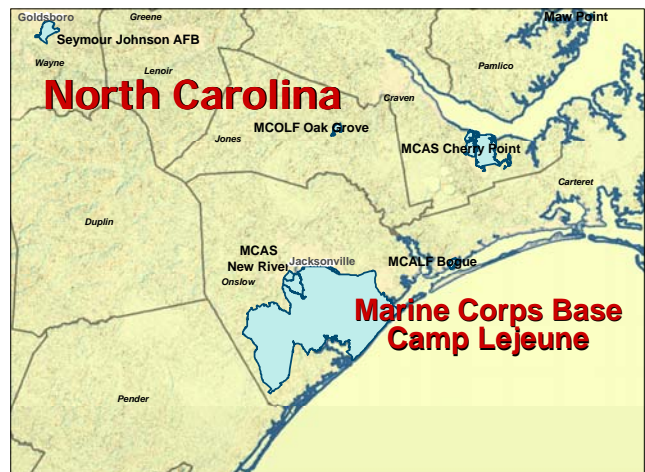 Goldsboro
Greene
Maw Point
Seymour Johnson AFB
Wayne
Lenoir
Pamlico
North Carolina
Craven
MCOLF Oak Grove
Jones
MCAS Cherry Point
Carteret
Duplin
MCAS
New River
Jacksonville
MCALF Bogue
Onslow
Marine Corps Base
Camp Lejeune
Pender